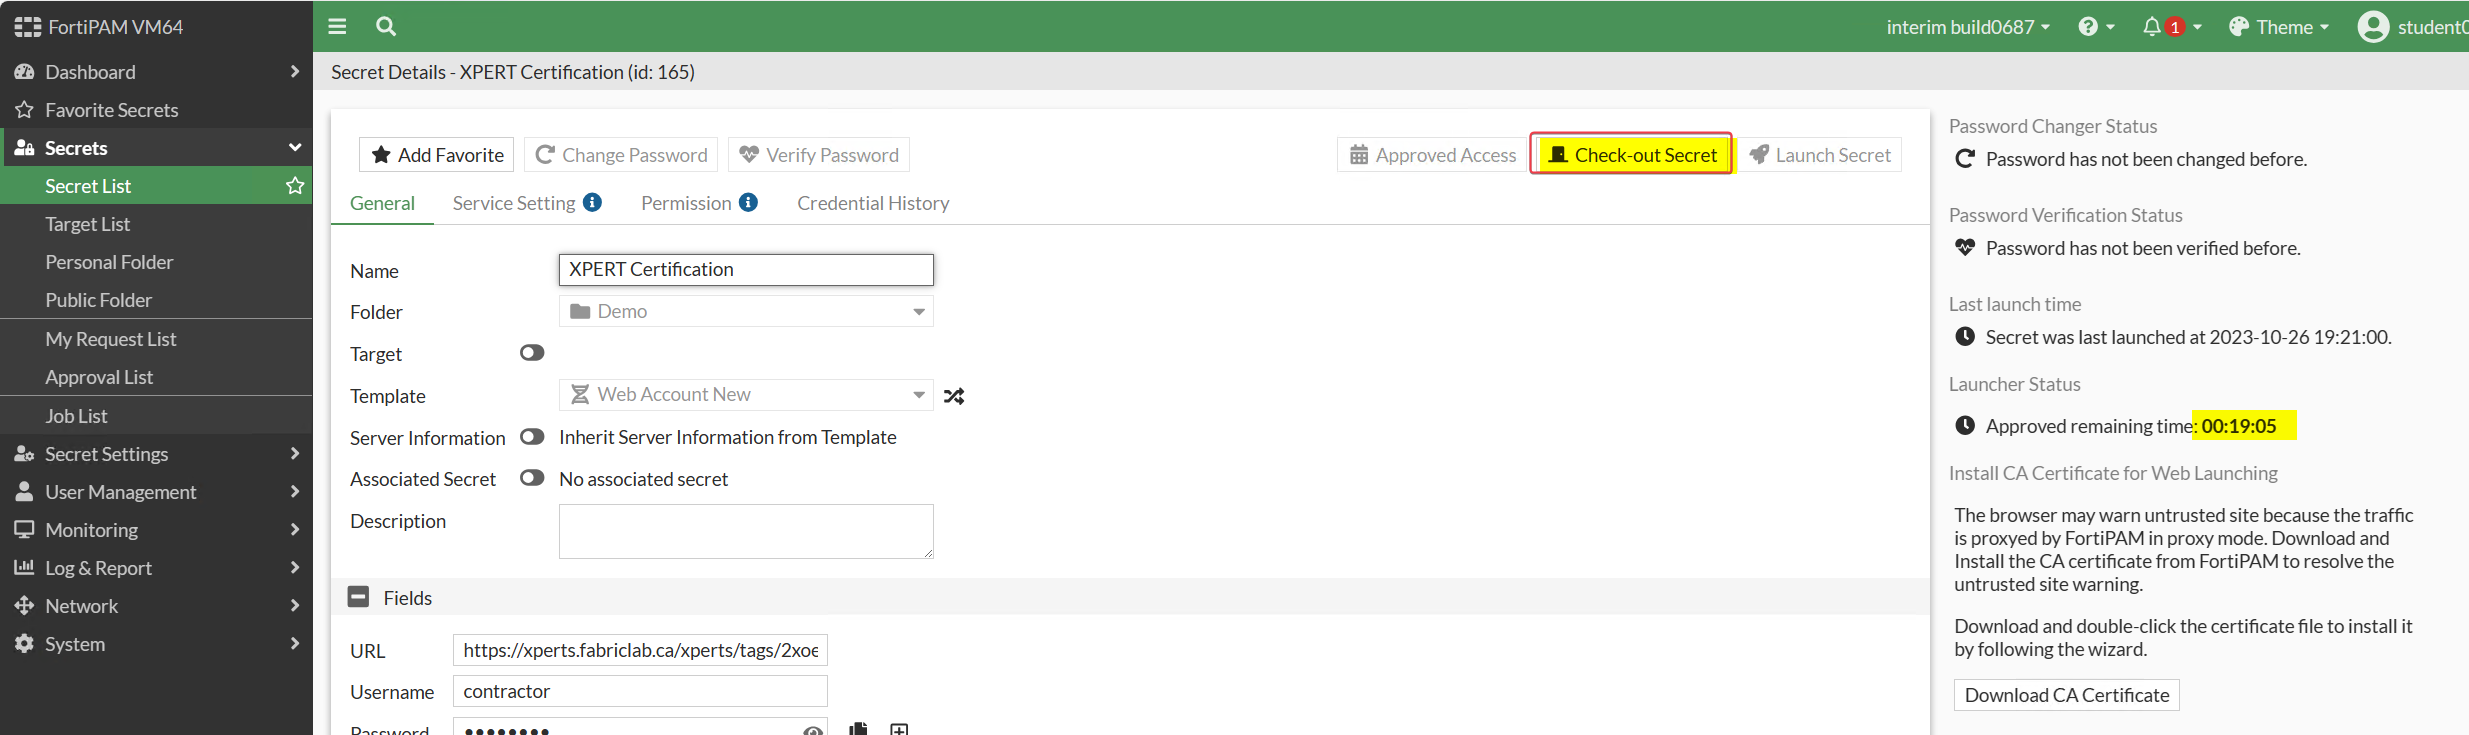 FortiPAM VM64
interim build0687
1
Theme
Dashboard
Favorite Secrets
Secrets
Secret List
Target List
Personal Folder
Public Folder
My Request List
Approval List
Job List
Secret Settings
User Management
Monitoring
Log & Report
Network
System
Secret Details - XPERT Certification (id: 165)
Add Favorite Change Password Verify Password Approved Access Check-out Secret Launch Secret
General Service Setting Permission Credential History
Name XPERT Certification
Folder Demo
Target
Template Web Account New
Server Information Inherit Server Information from Template
Associated Secret No associated secret
Description
Fields
URL https://xperts.fabriclab.ca/xperts/tags/2xoe
Username contractor
Password
Password Changer Status
Password has not been changed before.
Password Verification Status
Password has not been verified before.
Last launch time
Secret was last launched at 2023-10-26 19:21:00.
Launcher Status
Approved remaining time: 00:19:05
Install CA Certificate for Web Launching
The browser may warn untrusted site because the traffic
is proxyed by FortiPAM in proxy mode. Download and
Install the CA certificate from FortiPAM to resolve the
untrusted site warning.
Download and double-click the certificate file to install it
by following the wizard.
Download CA Certificate